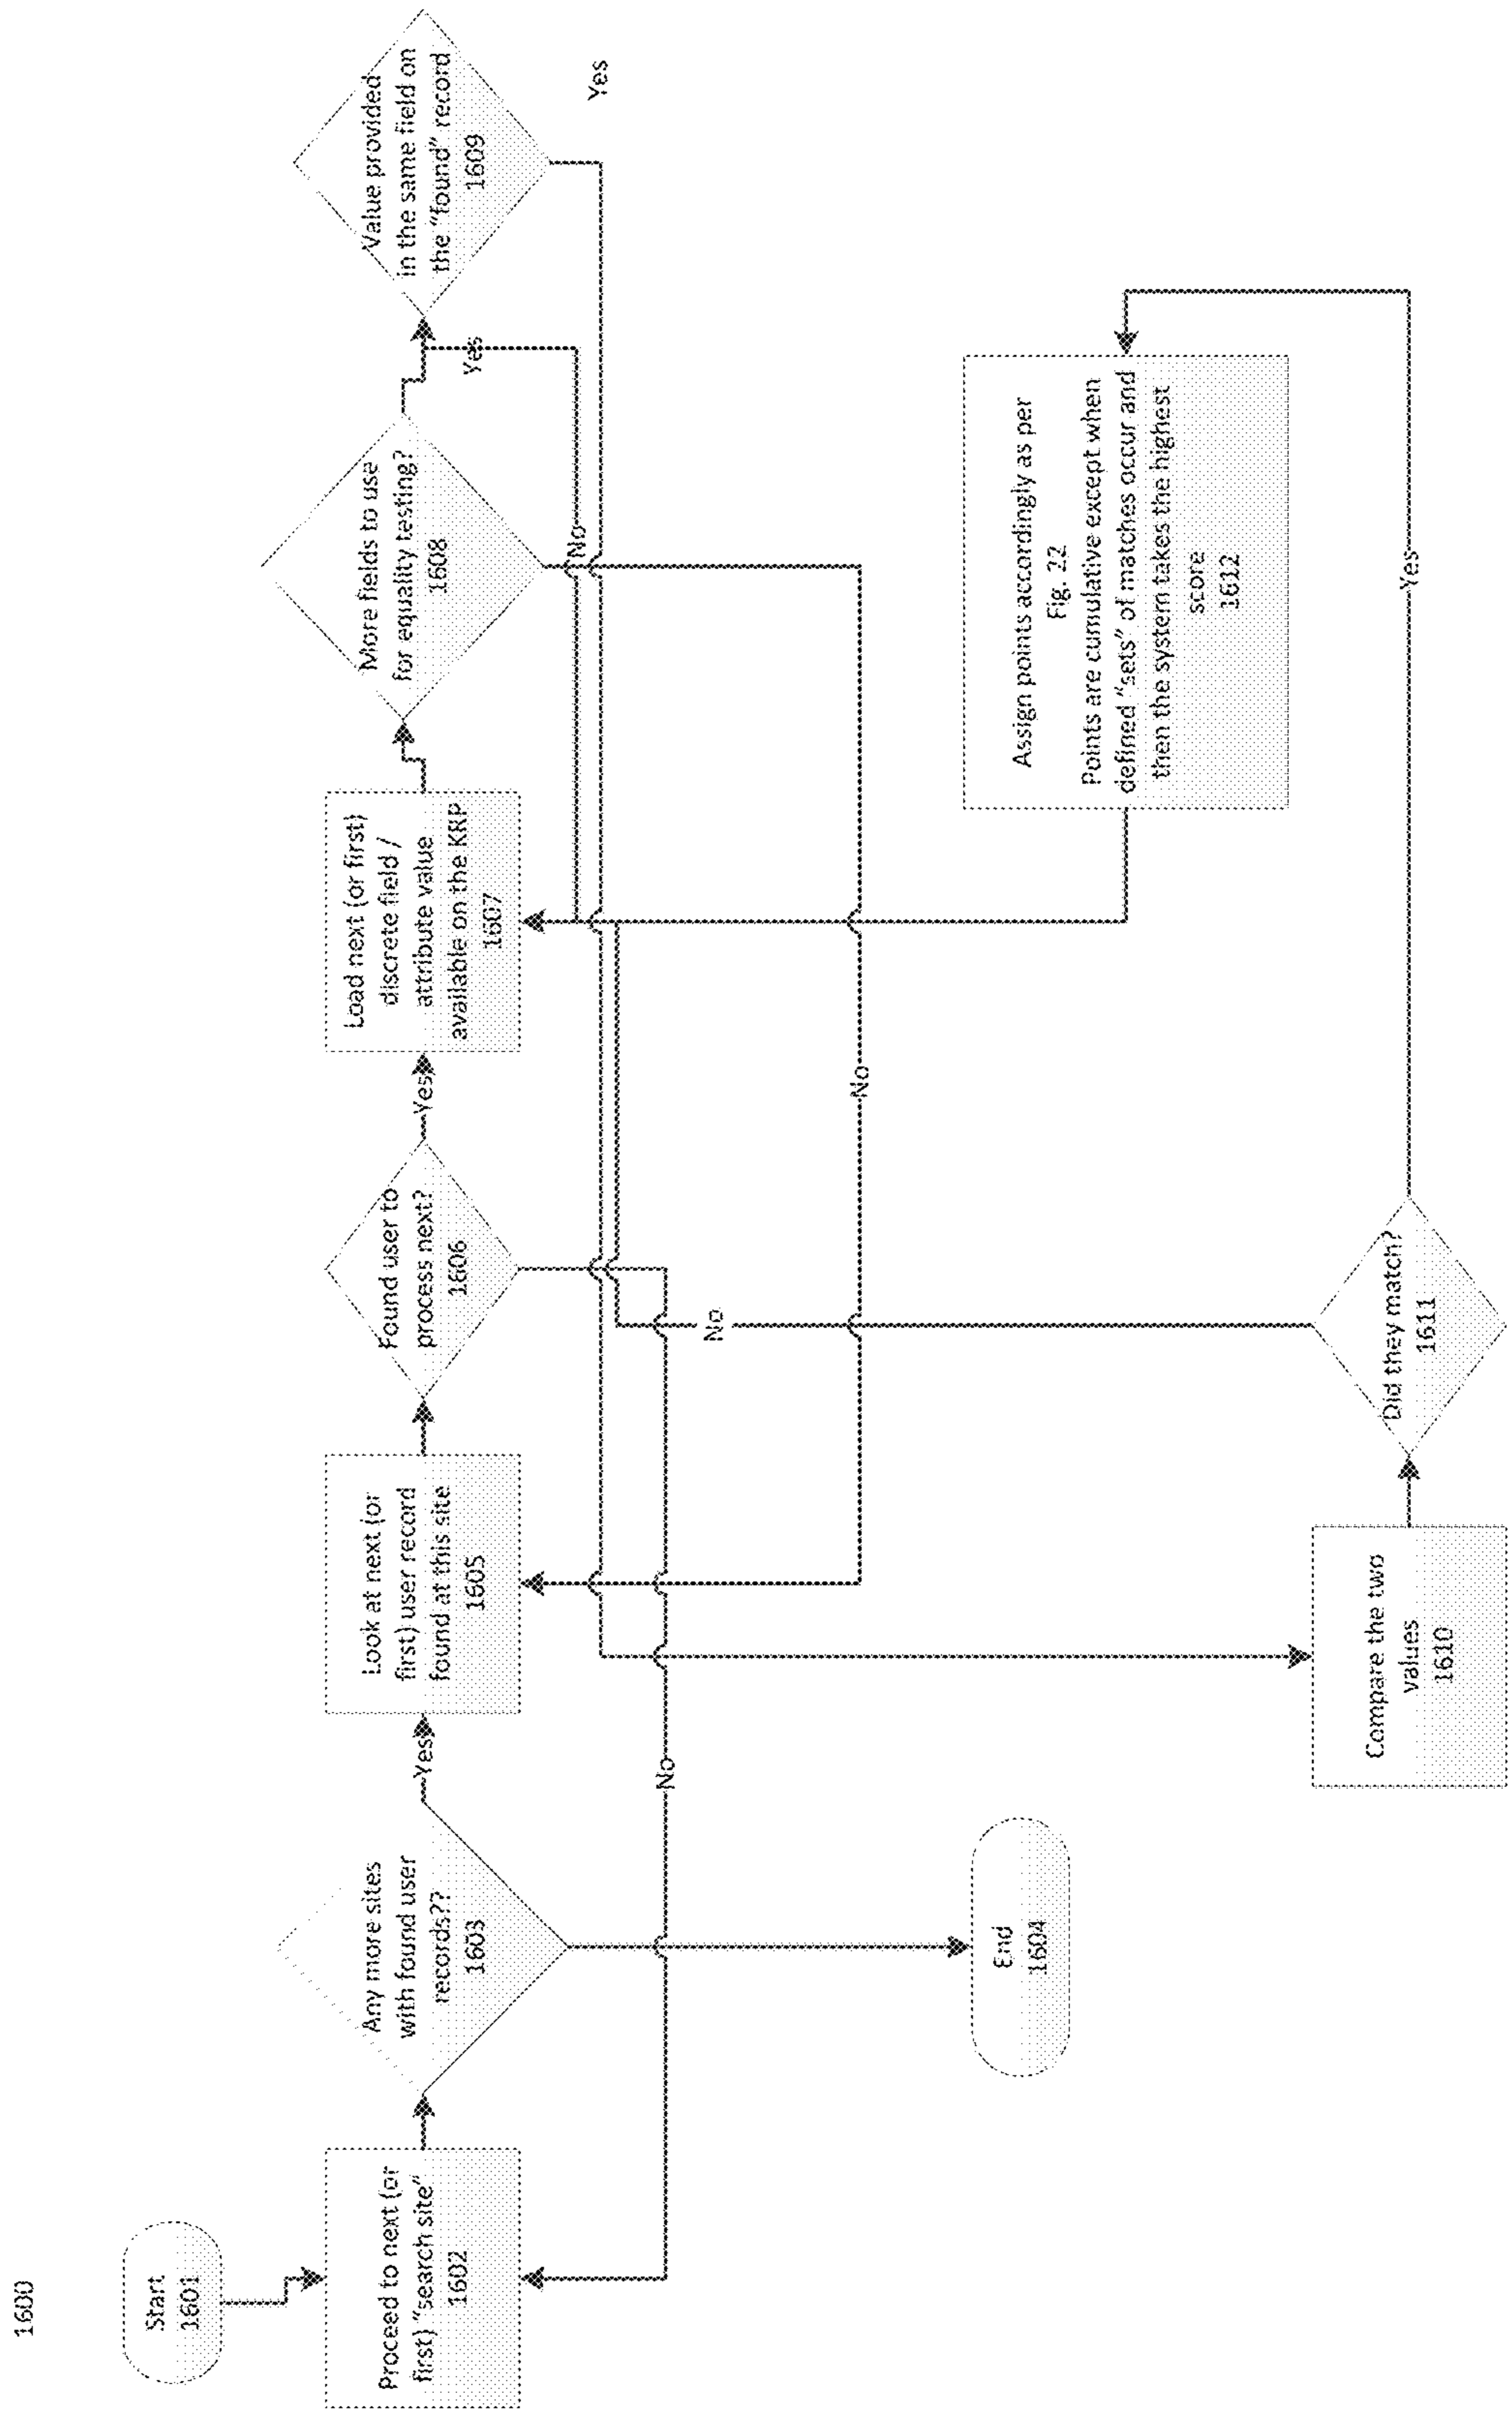 1600
Start
1601
Proceed to next (or
first) "search site"
1602
Any more sites
with found user
records??
1603
Yes
End
1604
Look at next (or
first) user record
found at this site
1605
Found user to
process next?
1606
Yes
No
Load next (or first)
discrete field /
attribute value
available on the KRP
1607
More fields to use
for equality testing?
1608
Yes
No
Value provided
in the same field on
the "found" record
1609
Yes
No
Compare the two
values
1610
Did they match?
1611
No
Yes
Assign points accordingly as per
Fig. 22
Points are cumulative except when
defined "sets" of matches occur and
then the system takes the highest
score
1612